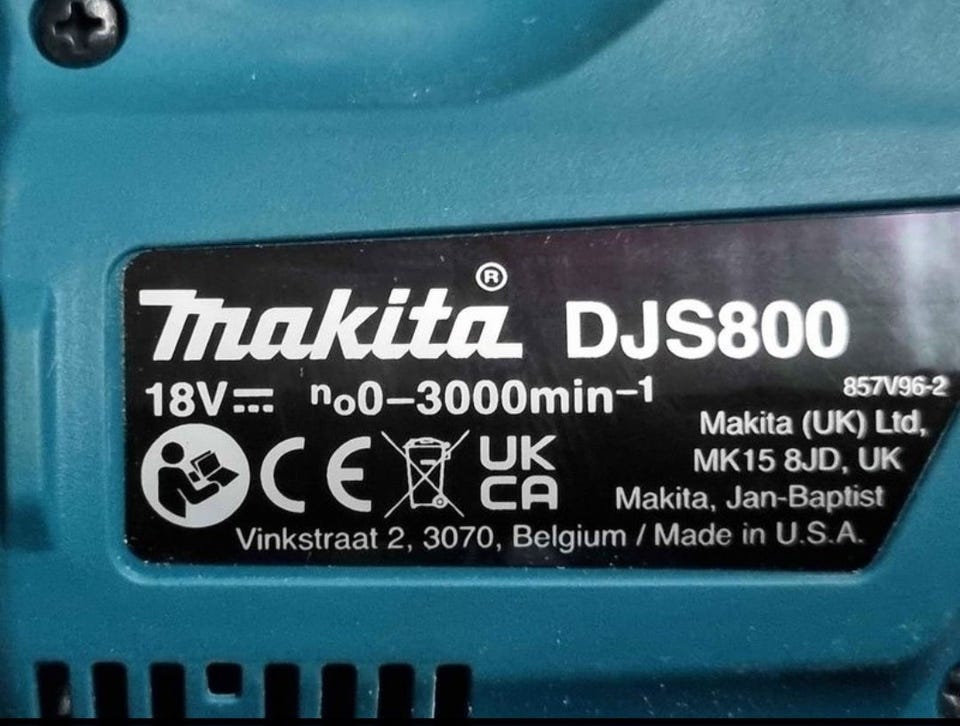 makita® DJS800
18V⎓ n₀0–3000min⁻¹ 857V96-2
Makita (UK) Ltd,
MK15 8JD, UK
CE UK
CA Makita, Jan-Baptist
Vinkstraat 2, 3070, Belgium / Made in U.S.A.